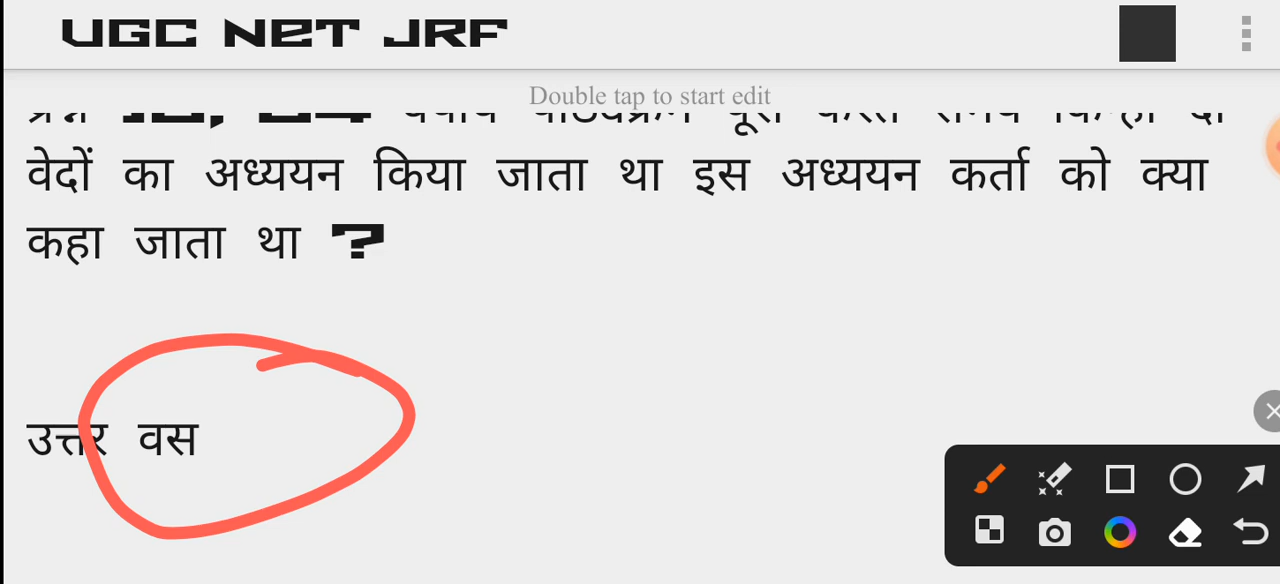 UGC NET JRF
Double tap to start edit
वेदों का अध्ययन किया जाता था इस अध्ययन कर्ता को क्या
कहा जाता था ?
उत्तर वस